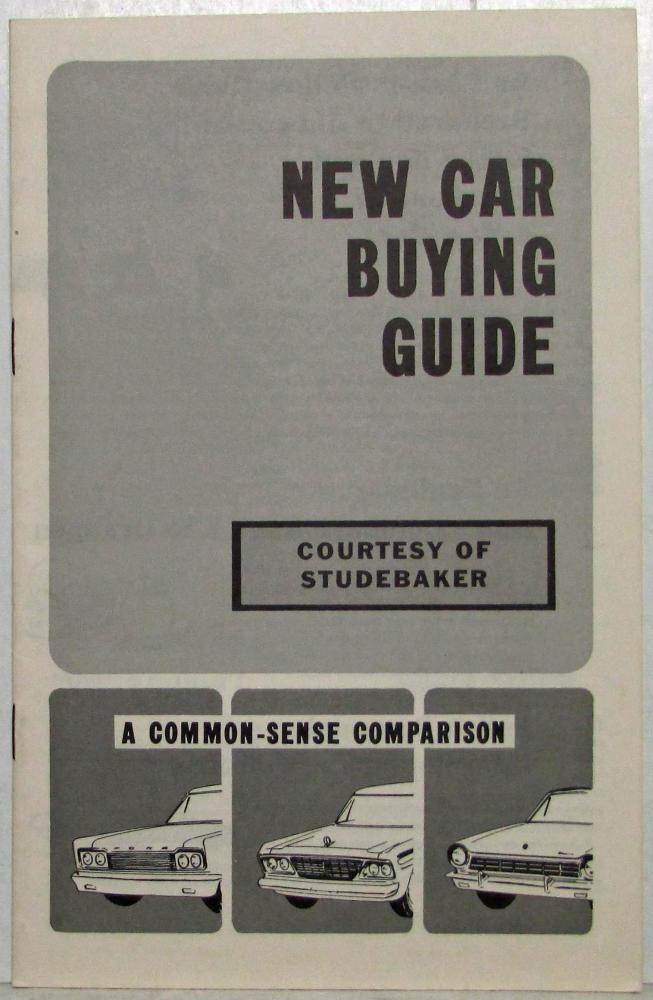 NEW CAR
BUYING
GUIDE
COURTESY OF
STUDEBAKER
A COMMON-SENSE COMPARISON